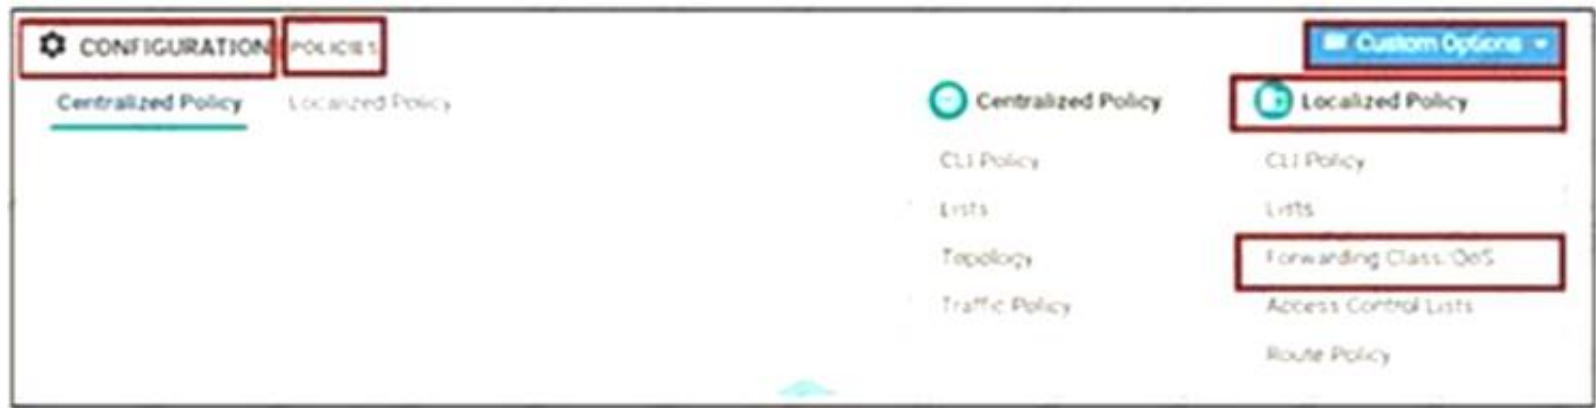 CONFIGURATION POLICIES
Custom Options
Centralized Policy Localized Policy
Centralized Policy
CLI Policy
Lists
Topology
Traffic Policy
Localized Policy
CLI Policy
Lists
Forwarding Class/QoS
Access Control Lists
Route Policy